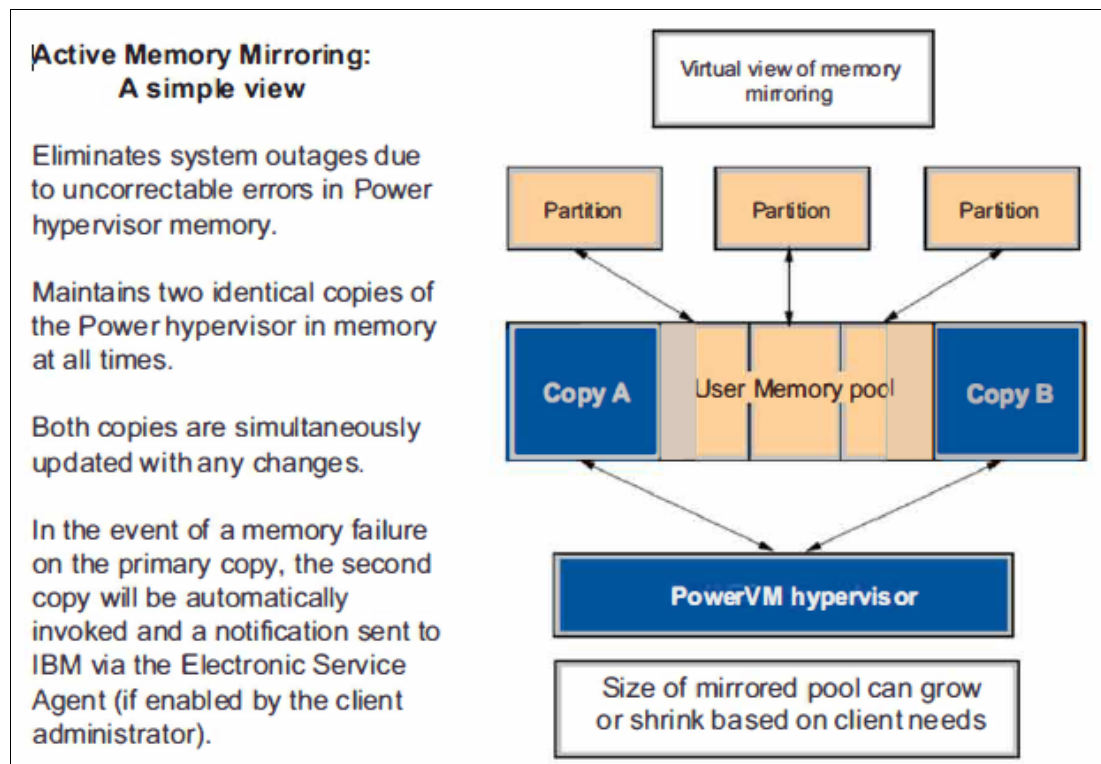 Active Memory Mirroring:
A simple view
Eliminates system outages due
to uncorrectable errors in Power
hypervisor memory.
Maintains two identical copies of
the Power hypervisor in memory
at all times.
Both copies are simultaneously
updated with any changes.
In the event of a memory failure
on the primary copy, the second
copy will be automatically
invoked and a notification sent to
IBM via the Electronic Service
Agent (if enabled by the client
administrator).
Virtual view of memory
mirroring
Partition
Partition
Partition
Copy A
User Memory pool
Copy B
PowerVM hypervisor
Size of mirrored pool can grow
or shrink based on client needs